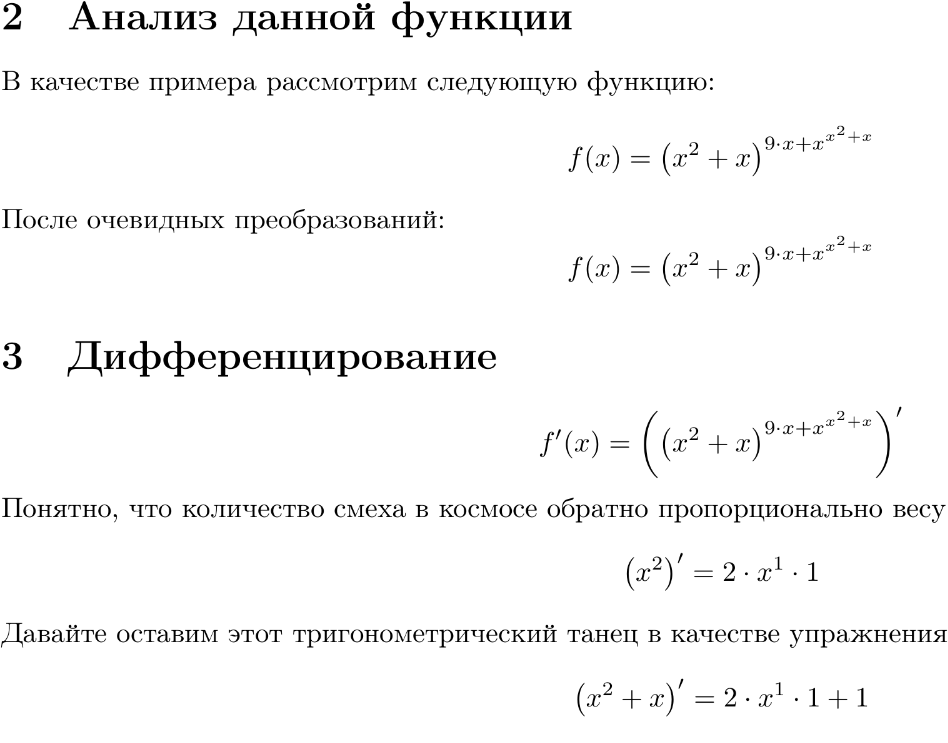 2 Анализ данной функции
В качестве примера рассмотрим следующую функцию:
$f(x) = \left(x^2 + x\right)^{9 \cdot x + x^{x^2 + x}}$
После очевидных преобразований:
$f(x) = \left(x^2 + x\right)^{9 \cdot x + x^{x^2 + x}}$
3 Дифференцирование
$f'(x) = \left(\left(x^2 + x\right)^{9 \cdot x + x^{x^2 + x}}\right)'$
Понятно, что количество смеха в космосе обратно пропорционально весу
$\left(x^2\right)' = 2 \cdot x^1 \cdot 1$
Давайте оставим этот тригонометрический танец в качестве упражнения
$\left(x^2 + x\right)' = 2 \cdot x^1 \cdot 1 + 1$